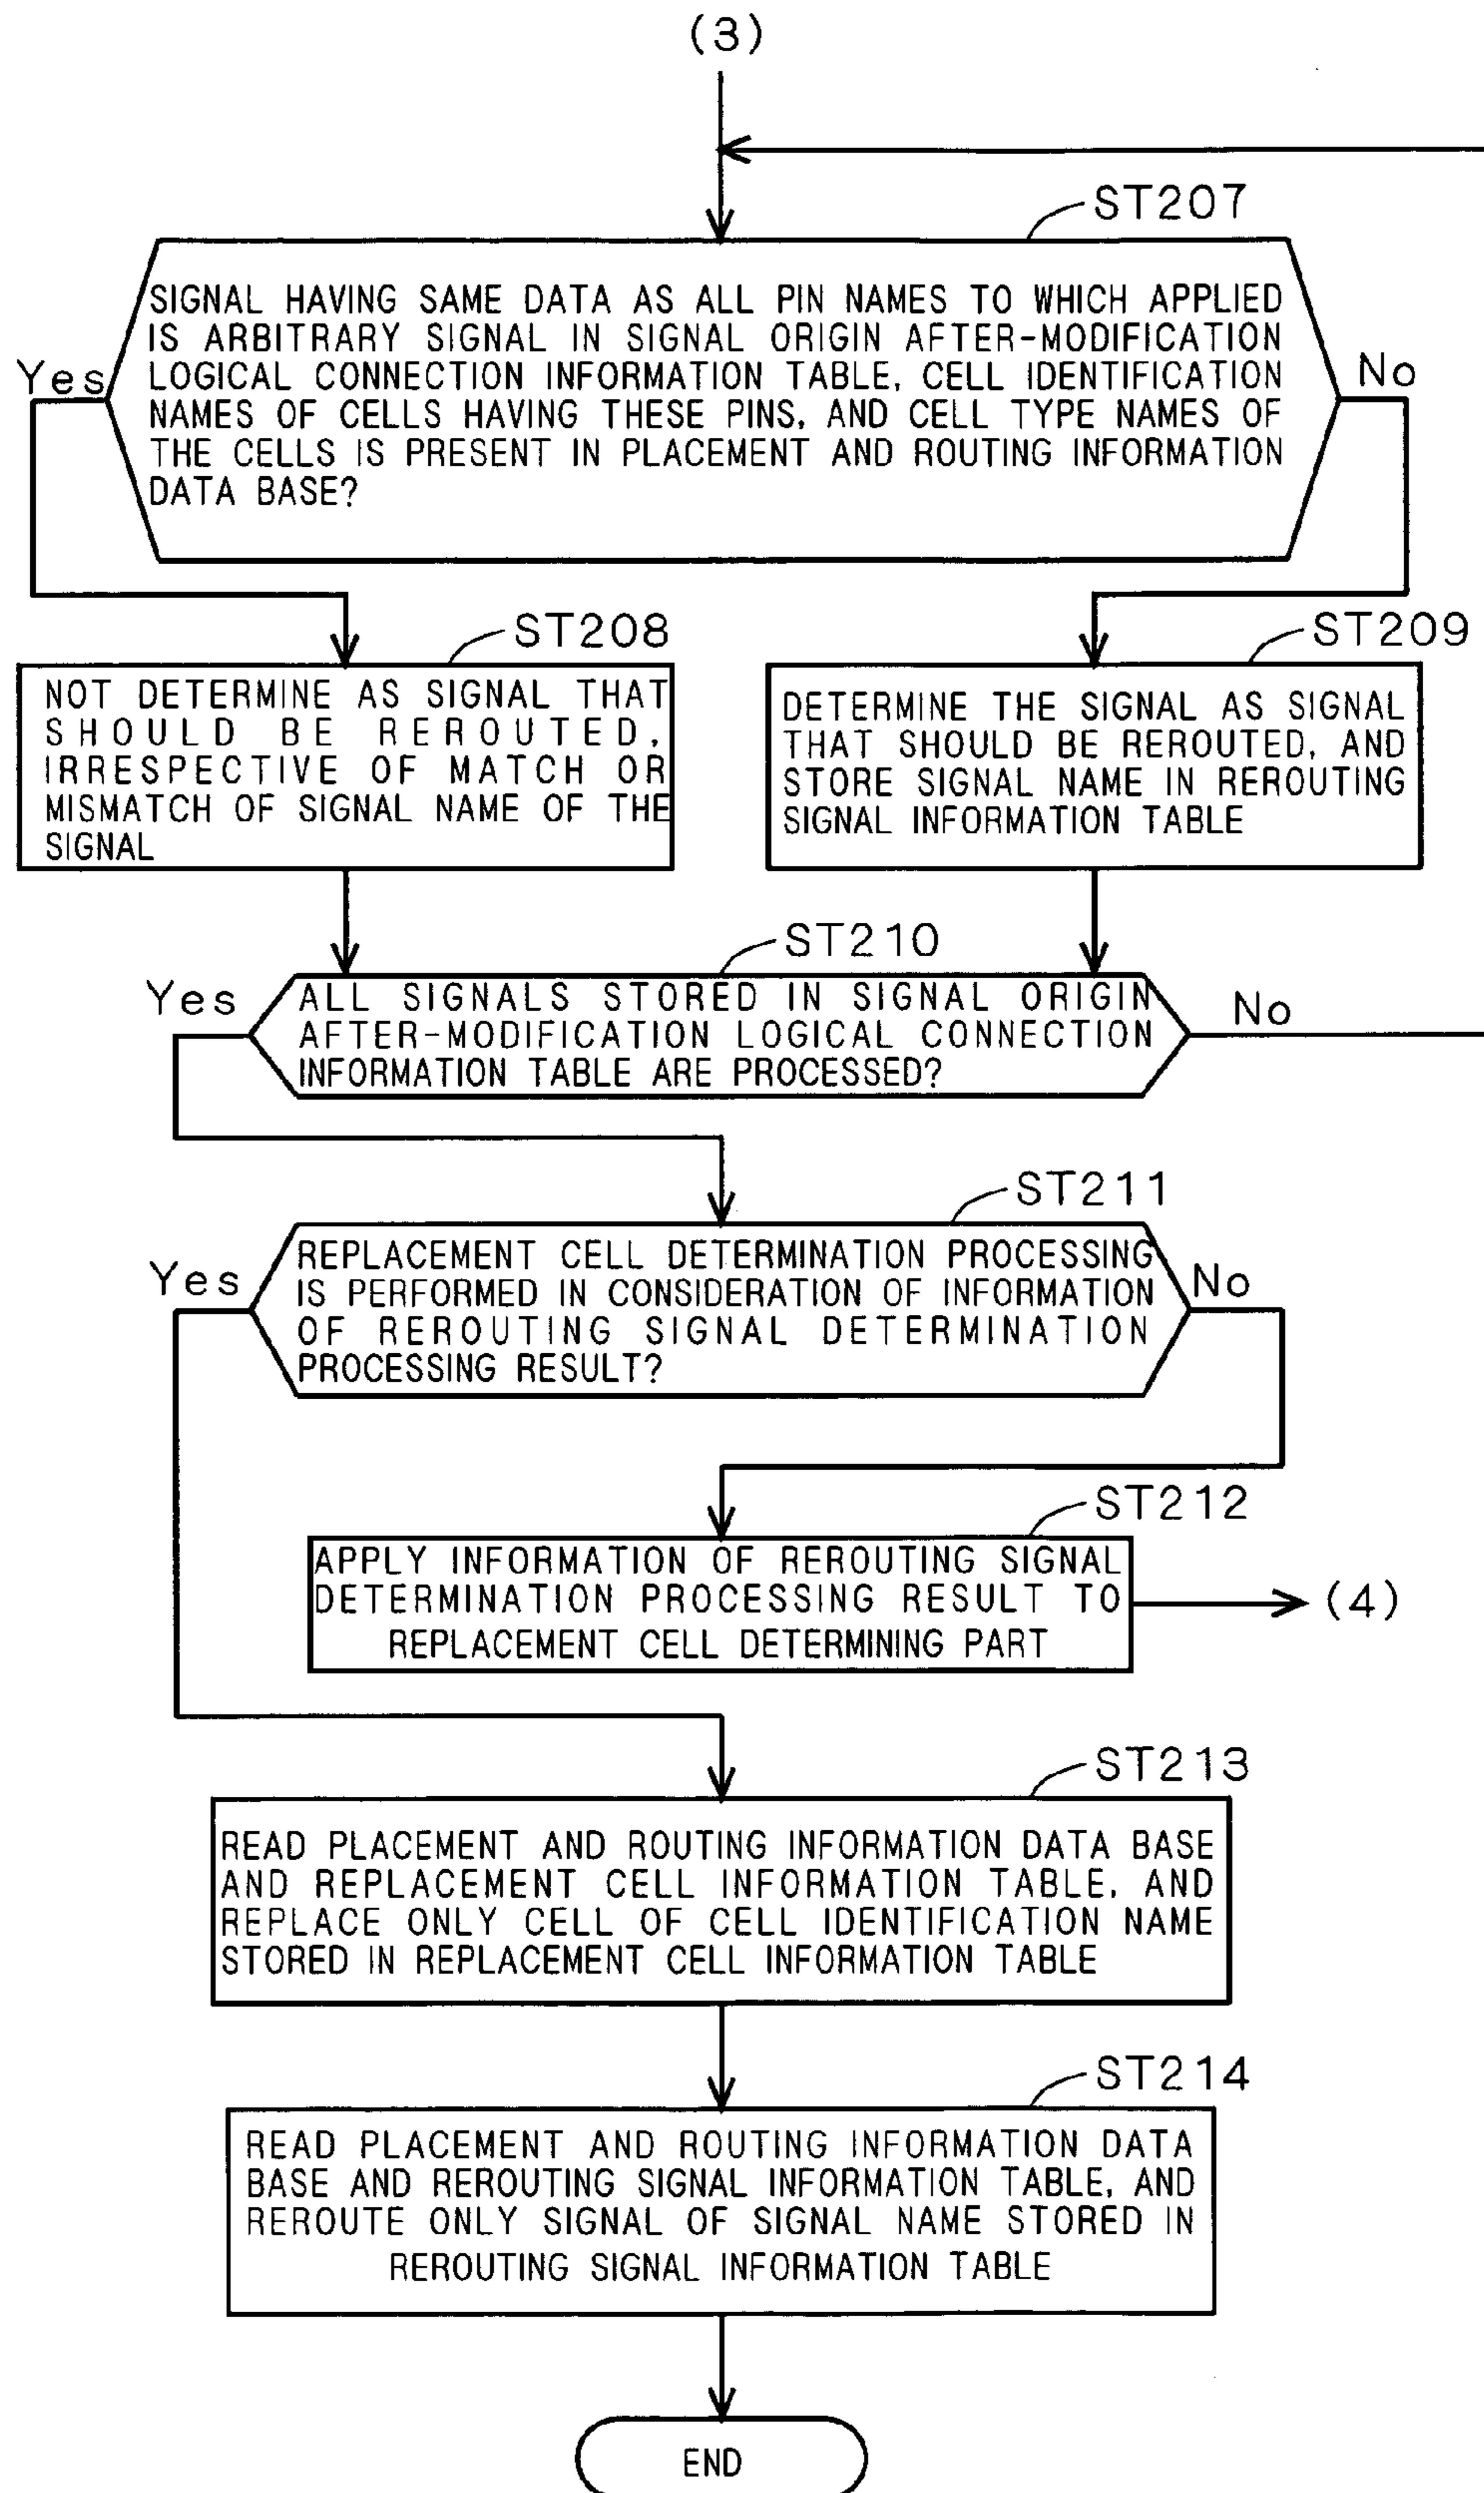 (3)
ST207
SIGNAL HAVING SAME DATA AS ALL PIN NAMES TO WHICH APPLIED
IS ARBITRARY SIGNAL IN SIGNAL ORIGIN AFTER-MODIFICATION
LOGICAL CONNECTION INFORMATION TABLE, CELL IDENTIFICATION
NAMES OF CELLS HAVING THESE PINS, AND CELL TYPE NAMES OF
THE CELLS IS PRESENT IN PLACEMENT AND ROUTING INFORMATION
DATA BASE?
Yes
No
ST208
NOT DETERMINE AS SIGNAL THAT
SHOULD BE REROUTED,
IRRESPECTIVE OF MATCH OR
MISMATCH OF SIGNAL NAME OF THE
SIGNAL
ST209
DETERMINE THE SIGNAL AS SIGNAL
THAT SHOULD BE REROUTED, AND
STORE SIGNAL NAME IN REROUTING
SIGNAL INFORMATION TABLE
ST210
Yes
ALL SIGNALS STORED IN SIGNAL ORIGIN
AFTER-MODIFICATION LOGICAL CONNECTION
INFORMATION TABLE ARE PROCESSED?
No
ST211
Yes
REPLACEMENT CELL DETERMINATION PROCESSING
IS PERFORMED IN CONSIDERATION OF INFORMATION
OF REROUTING SIGNAL DETERMINATION
PROCESSING RESULT?
No
ST212
APPLY INFORMATION OF REROUTING SIGNAL
DETERMINATION PROCESSING RESULT TO
REPLACEMENT CELL DETERMINING PART
(4)
ST213
READ PLACEMENT AND ROUTING INFORMATION DATA BASE
AND REPLACEMENT CELL INFORMATION TABLE, AND
REPLACE ONLY CELL OF CELL IDENTIFICATION NAME
STORED IN REPLACEMENT CELL INFORMATION TABLE
ST214
READ PLACEMENT AND ROUTING INFORMATION DATA
BASE AND REROUTING SIGNAL INFORMATION TABLE, AND
REROUTE ONLY SIGNAL OF SIGNAL NAME STORED IN
REROUTING SIGNAL INFORMATION TABLE
END